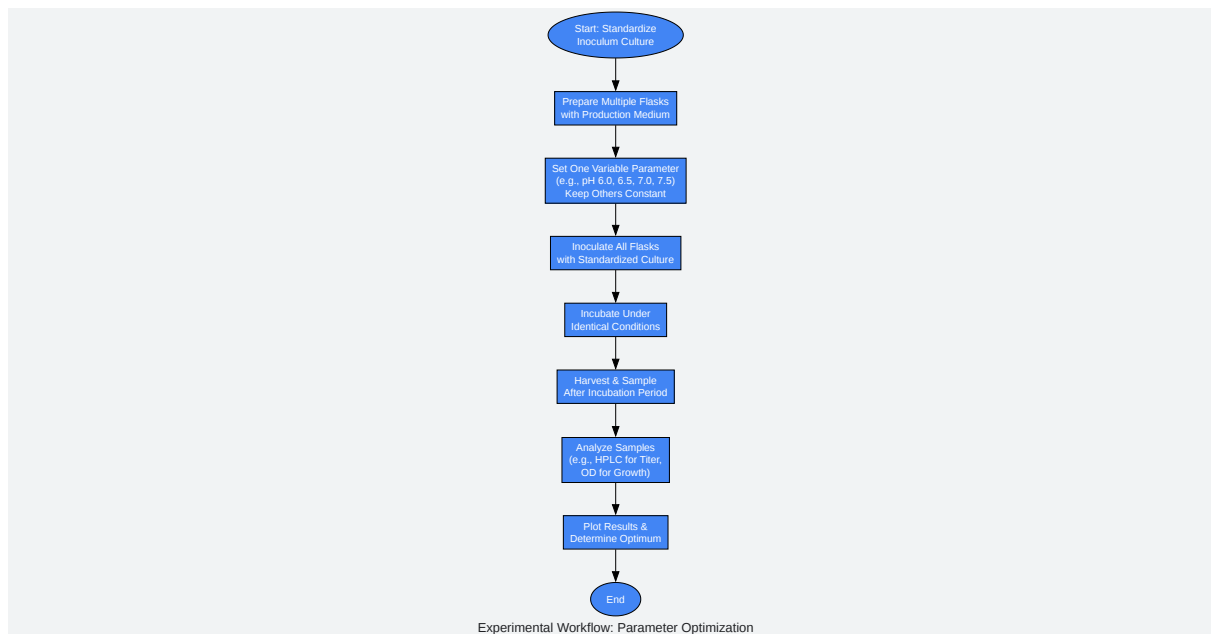 Start: Standardize
Inoculum Culture
Prepare Multiple Flasks
with Production Medium
Set One Variable Parameter
(e.g., pH 6.0, 6.5, 7.0, 7.5)
Keep Others Constant
Inoculate All Flasks
with Standardized Culture
Incubate Under
Identical Conditions
Harvest & Sample
After Incubation Period
Analyze Samples
(e.g., HPLC for Titer,
OD for Growth)
Plot Results &
Determine Optimum
End
Experimental Workflow: Parameter Optimization